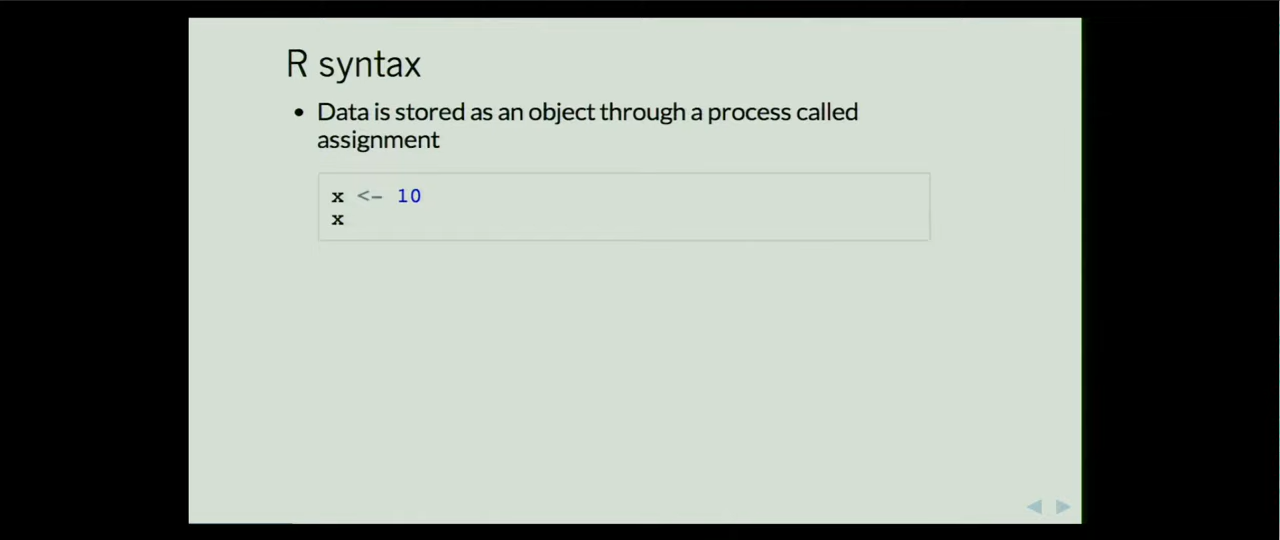 R syntax
• Data is stored as an object through a process called
assignment
x <- 10
x